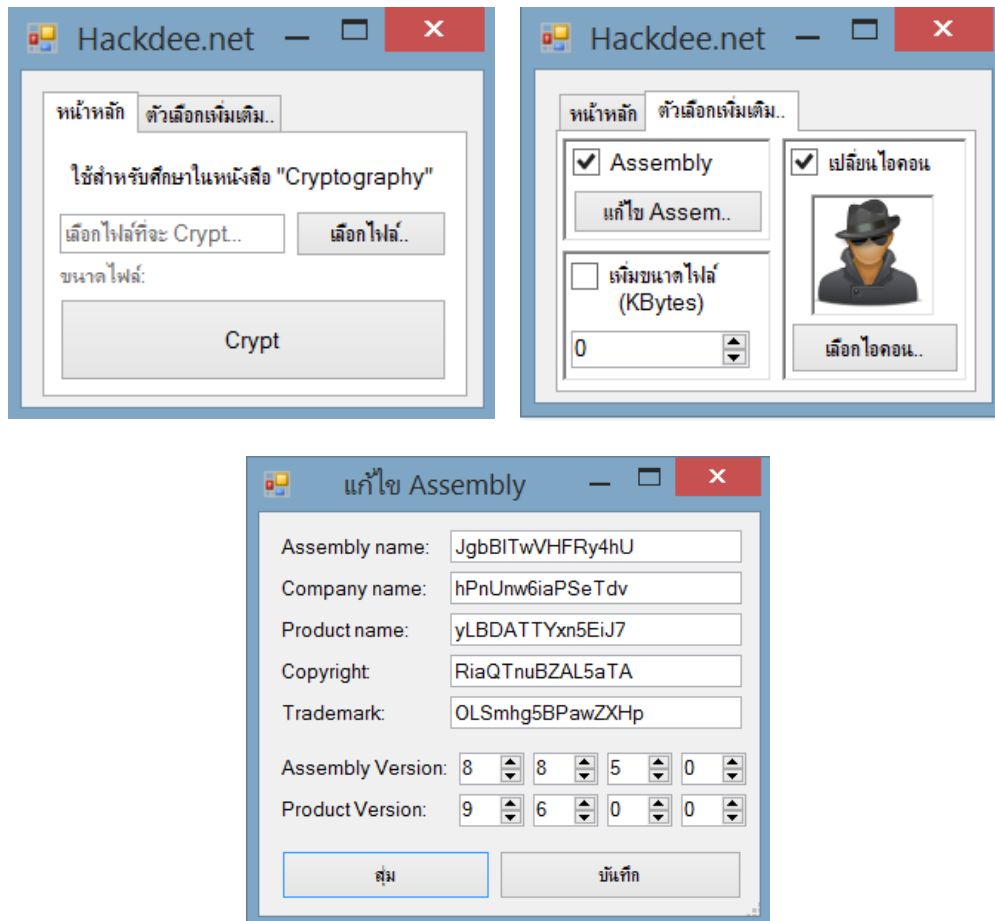 Hackdee.net
หน้าหลัก ตัวเลือกเพิ่มเติม..
ใช้สำหรับศึกษาในหนังสือ "Cryptography"
เลือกไฟล์ที่จะ Crypt... เลือกไฟล์..
ขนาดไฟล์:
Crypt
Hackdee.net
หน้าหลัก ตัวเลือกเพิ่มเติม..
Assembly
แก้ไข Assem..
เพิ่มขนาดไฟล์
(KBytes)
0
เปลี่ยนไอคอน
เลือกไอคอน..
แก้ไข Assembly
Assembly name: JgbBITwVHFRy4hU
Company name: hPnUnw6iaPSeTdv
Product name: yLBDATTYxn5EiJ7
Copyright: RiaQTnuBZAL5aTA
Trademark: OLSmhg5BPawZXHp
Assembly Version: 8 8 5 0
Product Version: 9 6 0 0
สุ่ม บันทึก